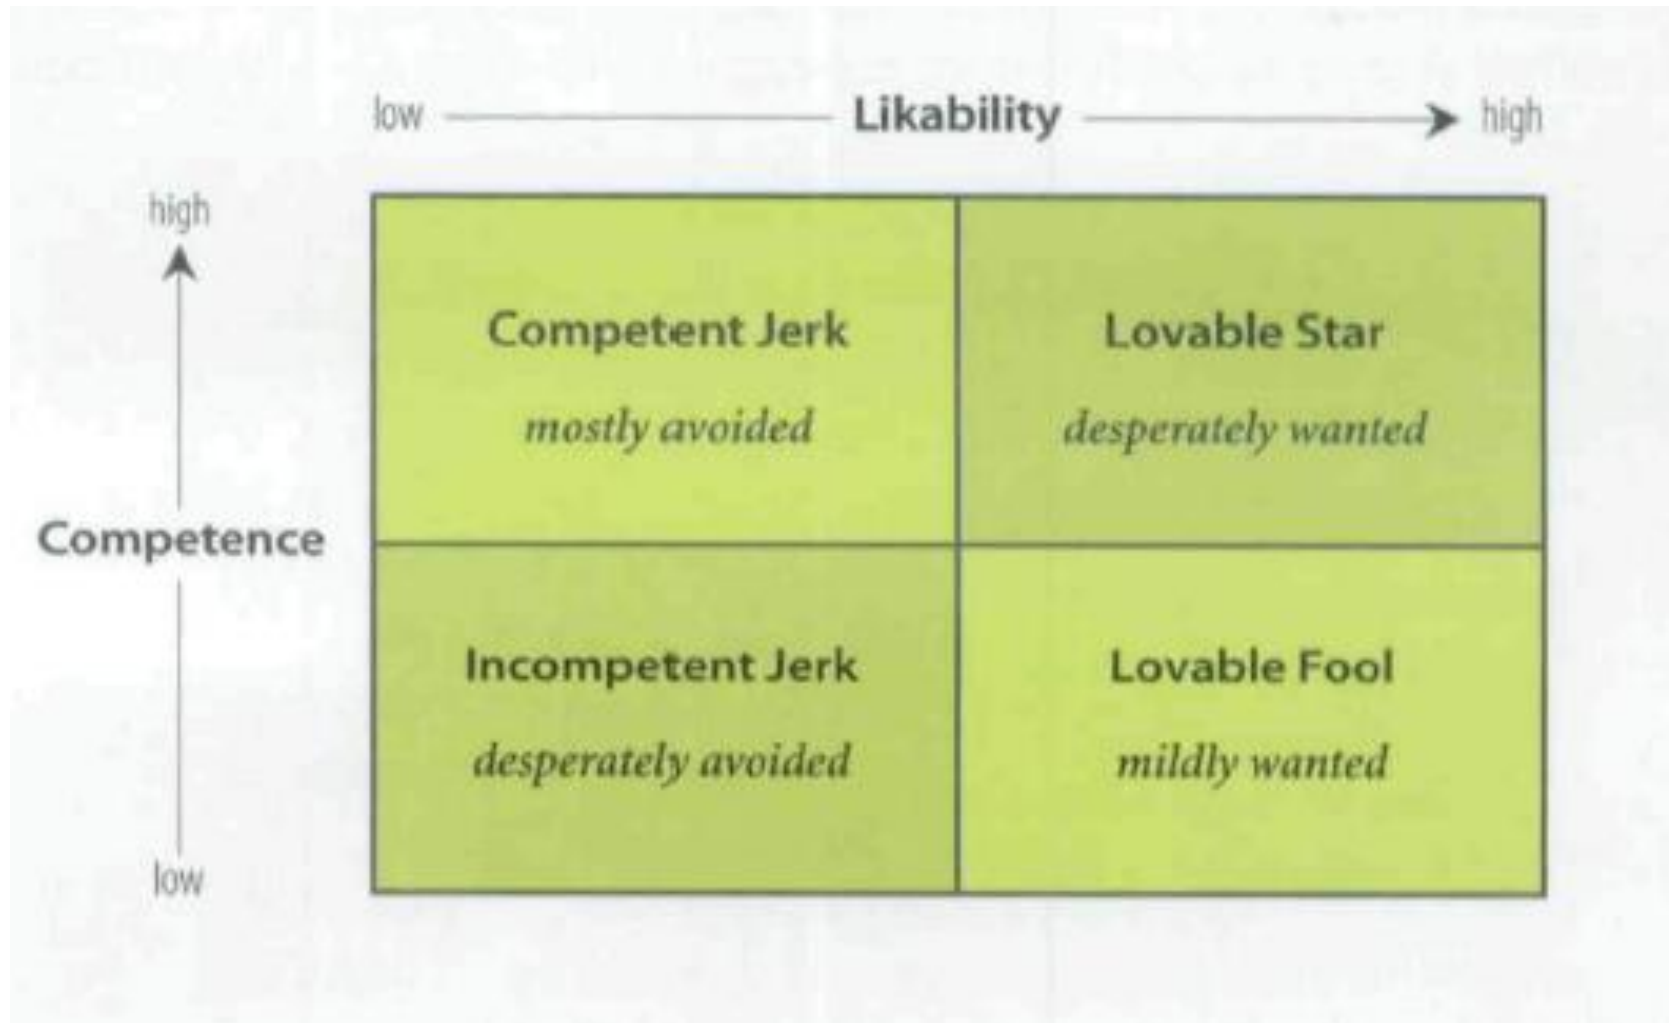 low Likability high
high
Competent Jerk Lovable Star
mostly avoided desperately wanted
Competence
Incompetent Jerk Lovable Fool
desperately avoided mildly wanted
low